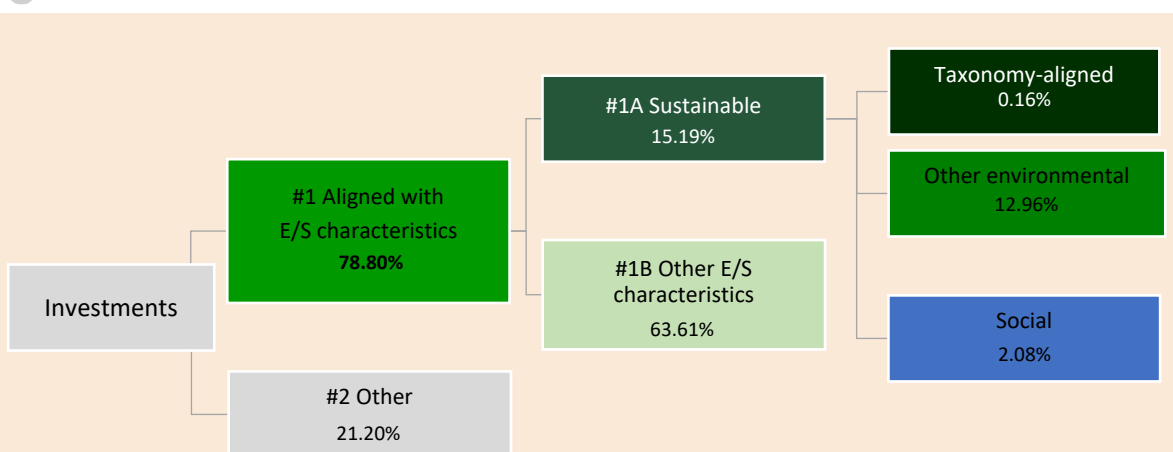 Investments
#1 Aligned with
E/S characteristics
78.80%
#2 Other
21.20%
#1A Sustainable
15.19%
#1B Other E/S
characteristics
63.61%
Taxonomy-aligned
0.16%
Other environmental
12.96%
Social
2.08%